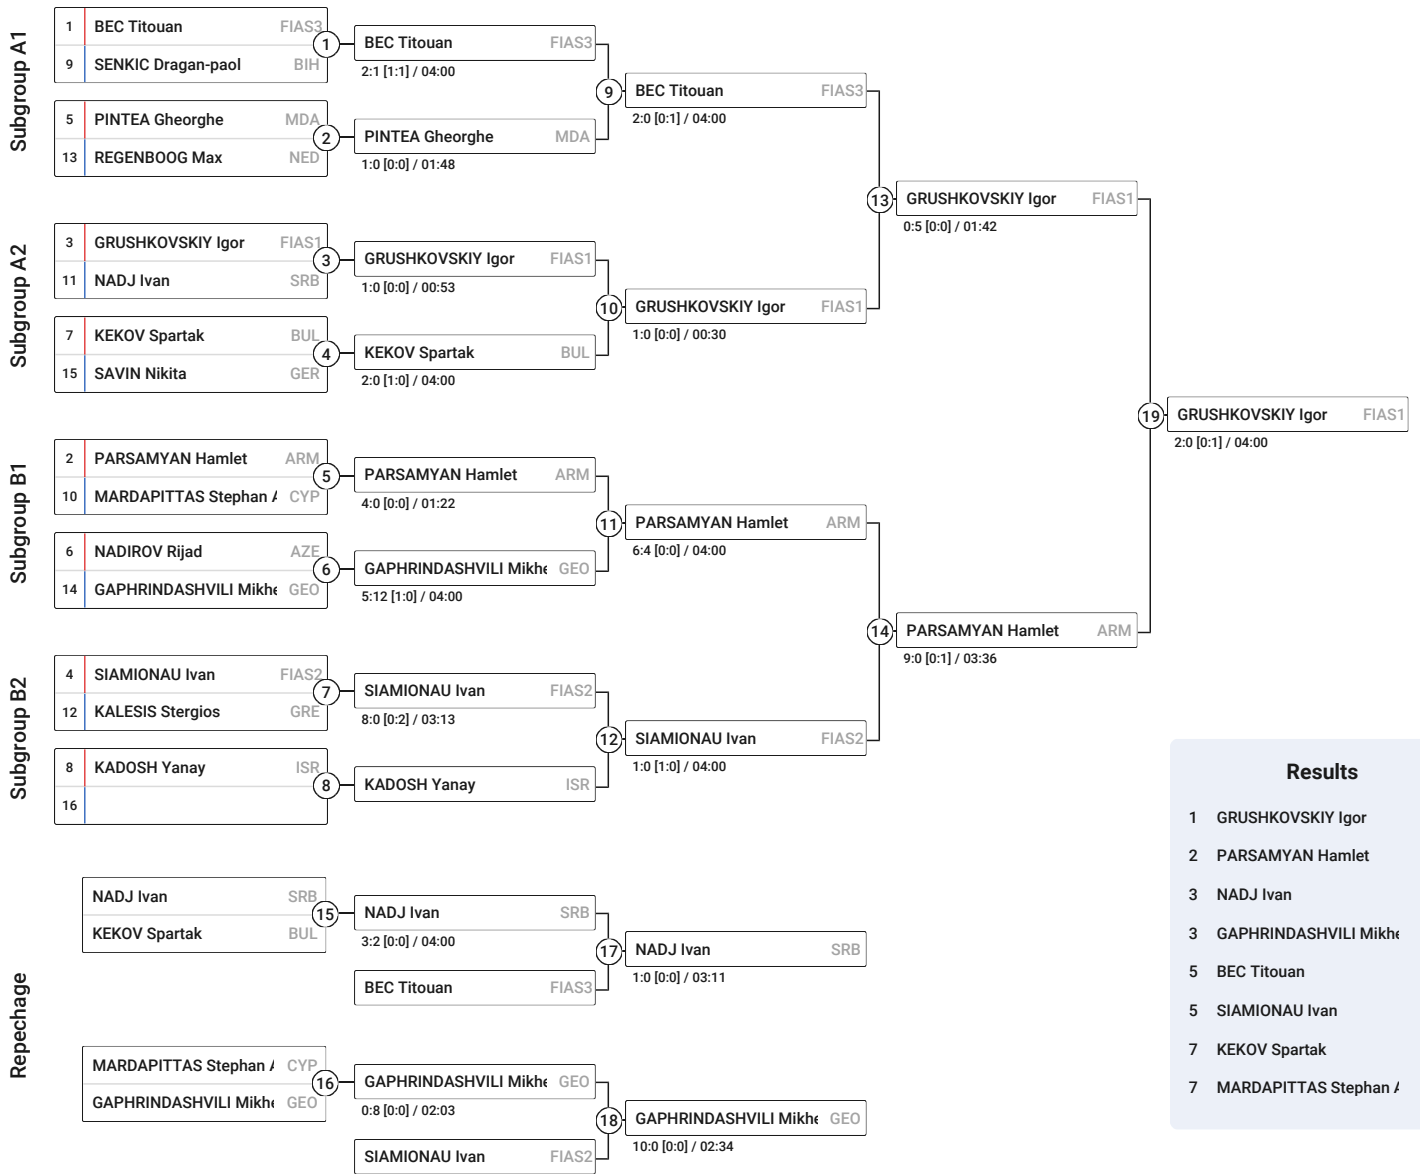 Subgroup A1
1 BEC Titouan FIAS3
9 SENKIC Dragan-paol BIH
1
BEC Titouan FIAS3
2:1 [1:1] / 04:00
5 PINTEA Gheorghe MDA
13 REGENBOOG Max NED
2
PINTEA Gheorghe MDA
1:0 [0:0] / 01:48
9
BEC Titouan FIAS3
2:0 [0:1] / 04:00
Subgroup A2
3 GRUSHKOVSKIY Igor FIAS1
11 NADJ Ivan SRB
3
GRUSHKOVSKIY Igor FIAS1
1:0 [0:0] / 00:53
7 KEKOV Spartak BUL
15 SAVIN Nikita GER
4
KEKOV Spartak BUL
2:0 [1:0] / 04:00
10
GRUSHKOVSKIY Igor FIAS1
1:0 [0:0] / 00:30
13
GRUSHKOVSKIY Igor FIAS1
0:5 [0:0] / 01:42
Subgroup B1
2 PARSAMYAN Hamlet ARM
10 MARDAPITTAS Stephan CYP
5
PARSAMYAN Hamlet ARM
4:0 [0:0] / 01:22
6 NADIROV Rijad AZE
14 GAPHRINDASHVILI Mikhe GEO
6
GAPHRINDASHVILI Mikhe GEO
5:12 [1:0] / 04:00
11
PARSAMYAN Hamlet ARM
6:4 [0:0] / 04:00
Subgroup B2
4 SIAMIONAU Ivan FIAS2
12 KALESIS Stergios GRE
7
SIAMIONAU Ivan FIAS2
8:0 [0:2] / 03:13
8 KADOSH Yanay ISR
16
8
KADOSH Yanay ISR
12
SIAMIONAU Ivan FIAS2
1:0 [1:0] / 04:00
14
PARSAMYAN Hamlet ARM
9:0 [0:1] / 03:36
19
GRUSHKOVSKIY Igor FIAS1
2:0 [0:1] / 04:00
Repechage
NADJ Ivan SRB
KEKOV Spartak BUL
15
NADJ Ivan SRB
3:2 [0:0] / 04:00
BEC Titouan FIAS3
17
NADJ Ivan SRB
1:0 [0:0] / 03:11
MARDAPITTAS Stephan CYP
GAPHRINDASHVILI Mikhe GEO
16
GAPHRINDASHVILI Mikhe GEO
0:8 [0:0] / 02:03
SIAMIONAU Ivan FIAS2
18
GAPHRINDASHVILI Mikhe GEO
10:0 [0:0] / 02:34
Results
1 GRUSHKOVSKIY Igor
2 PARSAMYAN Hamlet
3 NADJ Ivan
3 GAPHRINDASHVILI Mikhe
5 BEC Titouan
5 SIAMIONAU Ivan
7 KEKOV Spartak
7 MARDAPITTAS Stephan